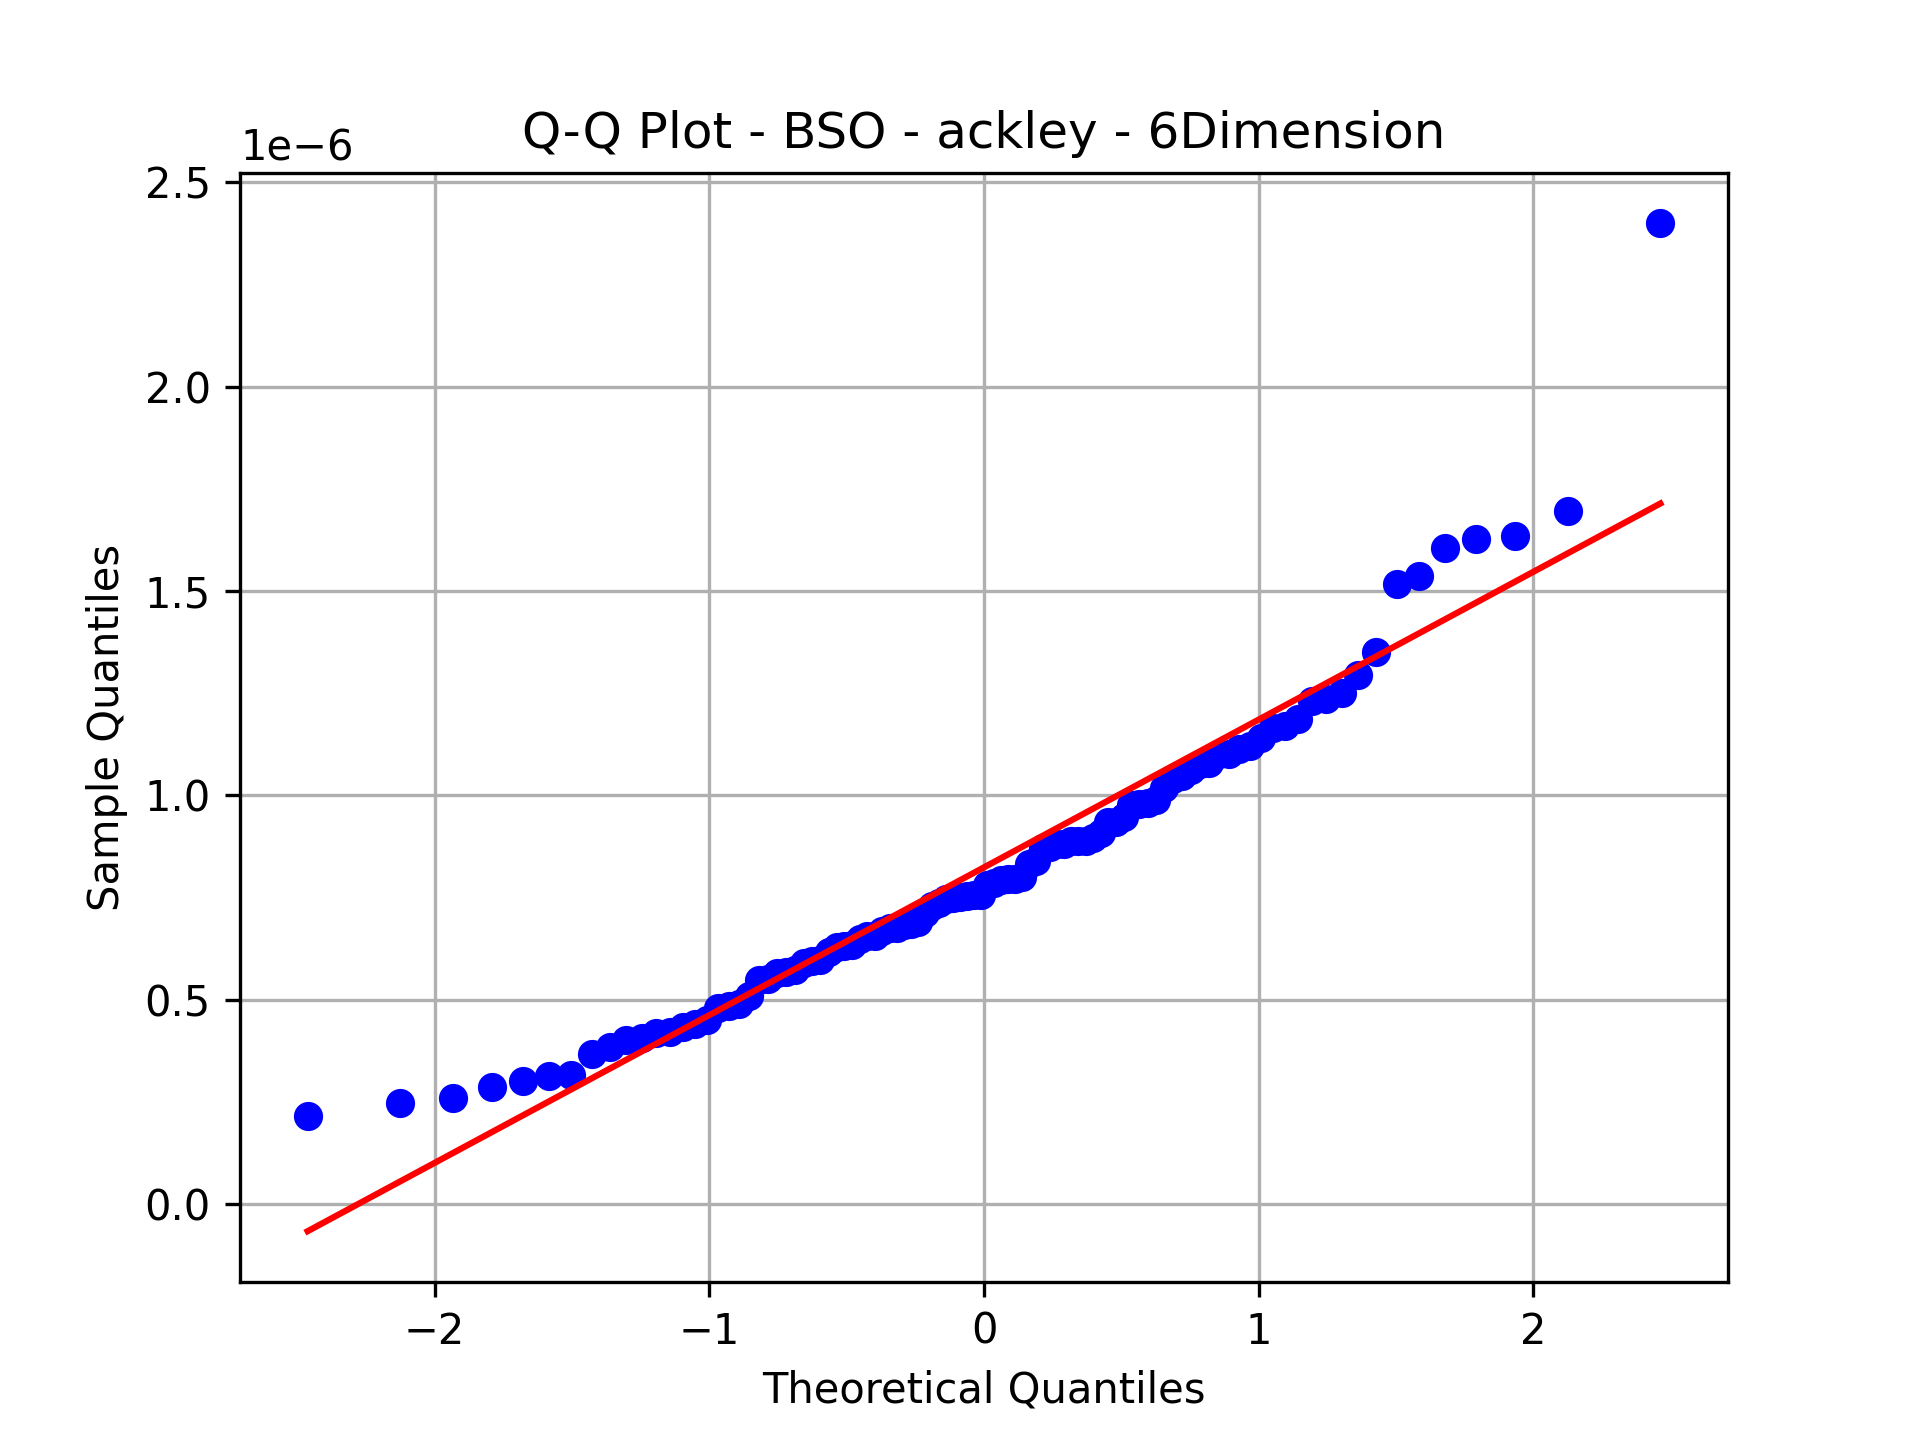 Q-Q Plot - BSO - ackley - 6Dimension
1e−6
2.5
2.0
1.5
1.0
0.5
0.0
Sample Quantiles
−2 −1 0 1 2
Theoretical Quantiles